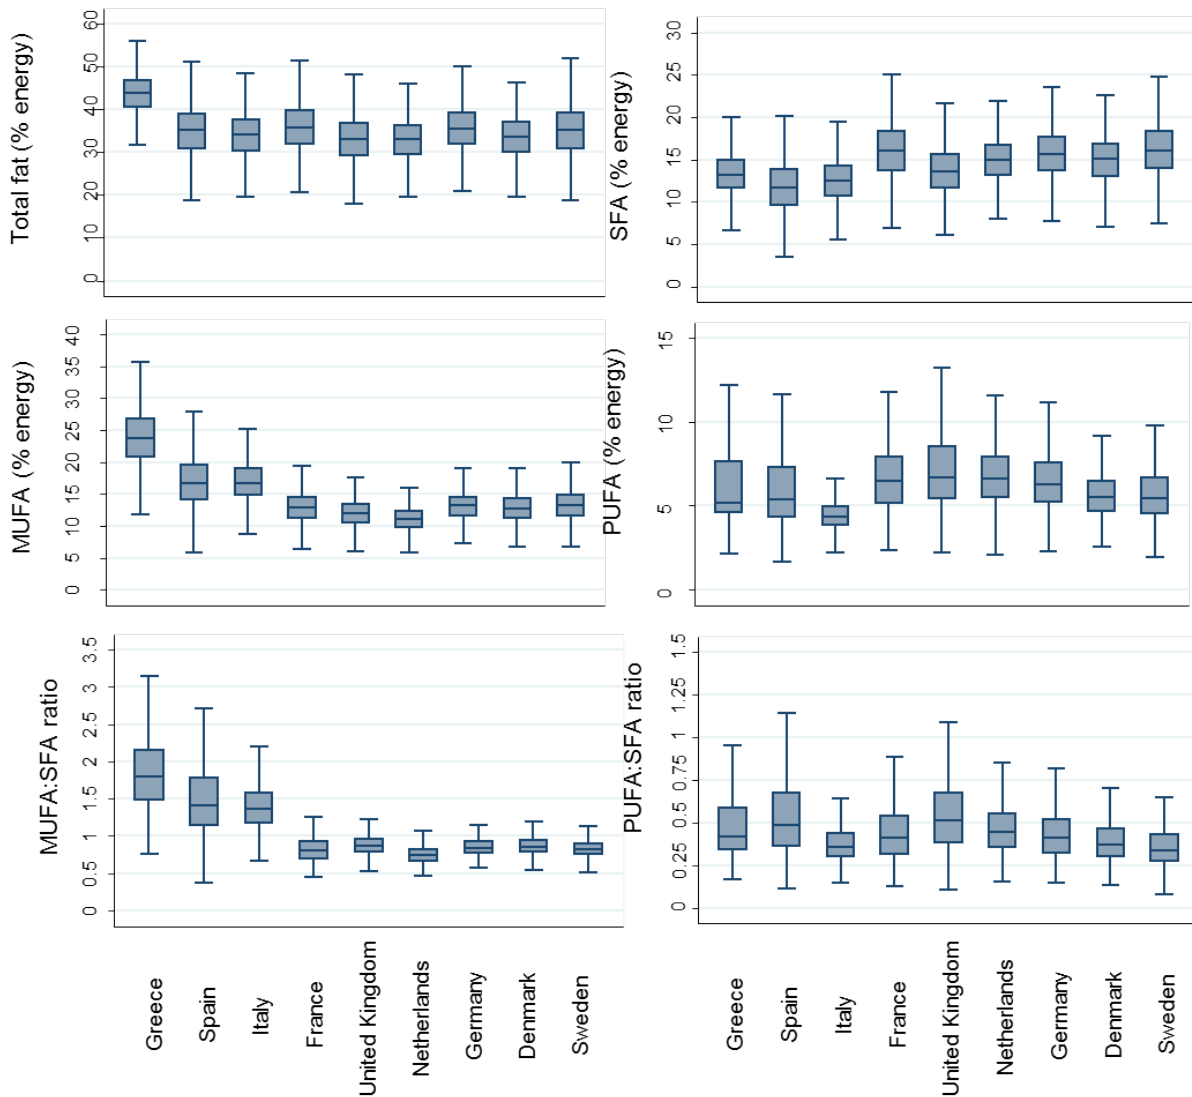 Total fat (% energy)
60
50
40
30
20
10
0
SFA (% energy)
30
25
20
15
10
5
0
MUFA (% energy)
40
35
30
25
20
15
10
5
0
PUFA (% energy)
15
10
5
0
MUFA:SFA ratio
3.5
3
2.5
2
1.5
1
0.5
0
PUFA:SFA ratio
1.5
1.25
1
0.75
0.5
0.25
0
Greece
Spain
Italy
France
United Kingdom
Netherlands
Germany
Denmark
Sweden
Greece
Spain
Italy
France
United Kingdom
Netherlands
Germany
Denmark
Sweden